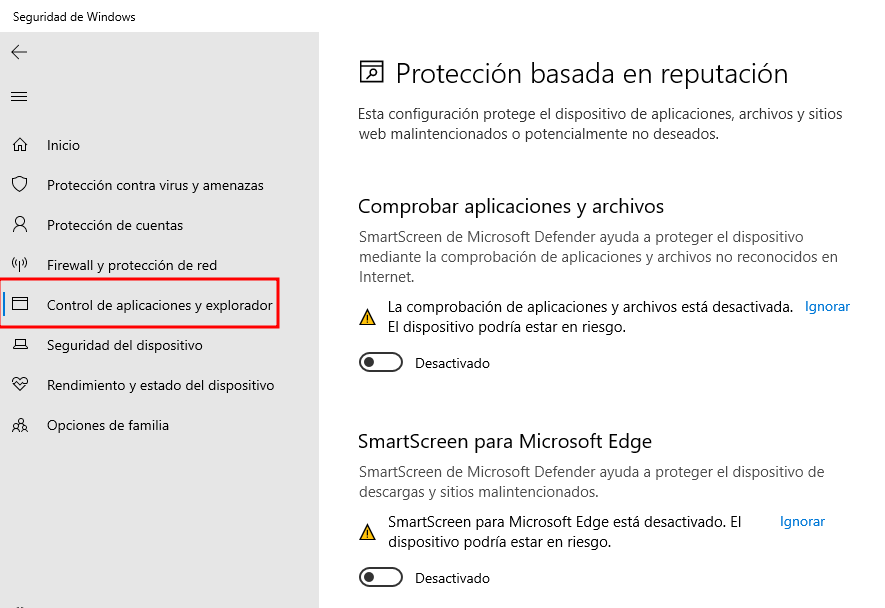 Seguridad de Windows
Inicio
Protección contra virus y amenazas
Protección de cuentas
Firewall y protección de red
Control de aplicaciones y explorador
Seguridad del dispositivo
Rendimiento y estado del dispositivo
Opciones de familia
Protección basada en reputación
Esta configuración protege el dispositivo de aplicaciones, archivos y sitios
web malintencionados o potencialmente no deseados.
Comprobar aplicaciones y archivos
SmartScreen de Microsoft Defender ayuda a proteger el dispositivo
mediante la comprobación de aplicaciones y archivos no reconocidos en
Internet.
La comprobación de aplicaciones y archivos está desactivada. Ignorar
El dispositivo podría estar en riesgo.
Desactivado
SmartScreen para Microsoft Edge
SmartScreen de Microsoft Defender ayuda a proteger el dispositivo de
descargas y sitios malintencionados.
SmartScreen para Microsoft Edge está desactivado. El Ignorar
dispositivo podría estar en riesgo.
Desactivado